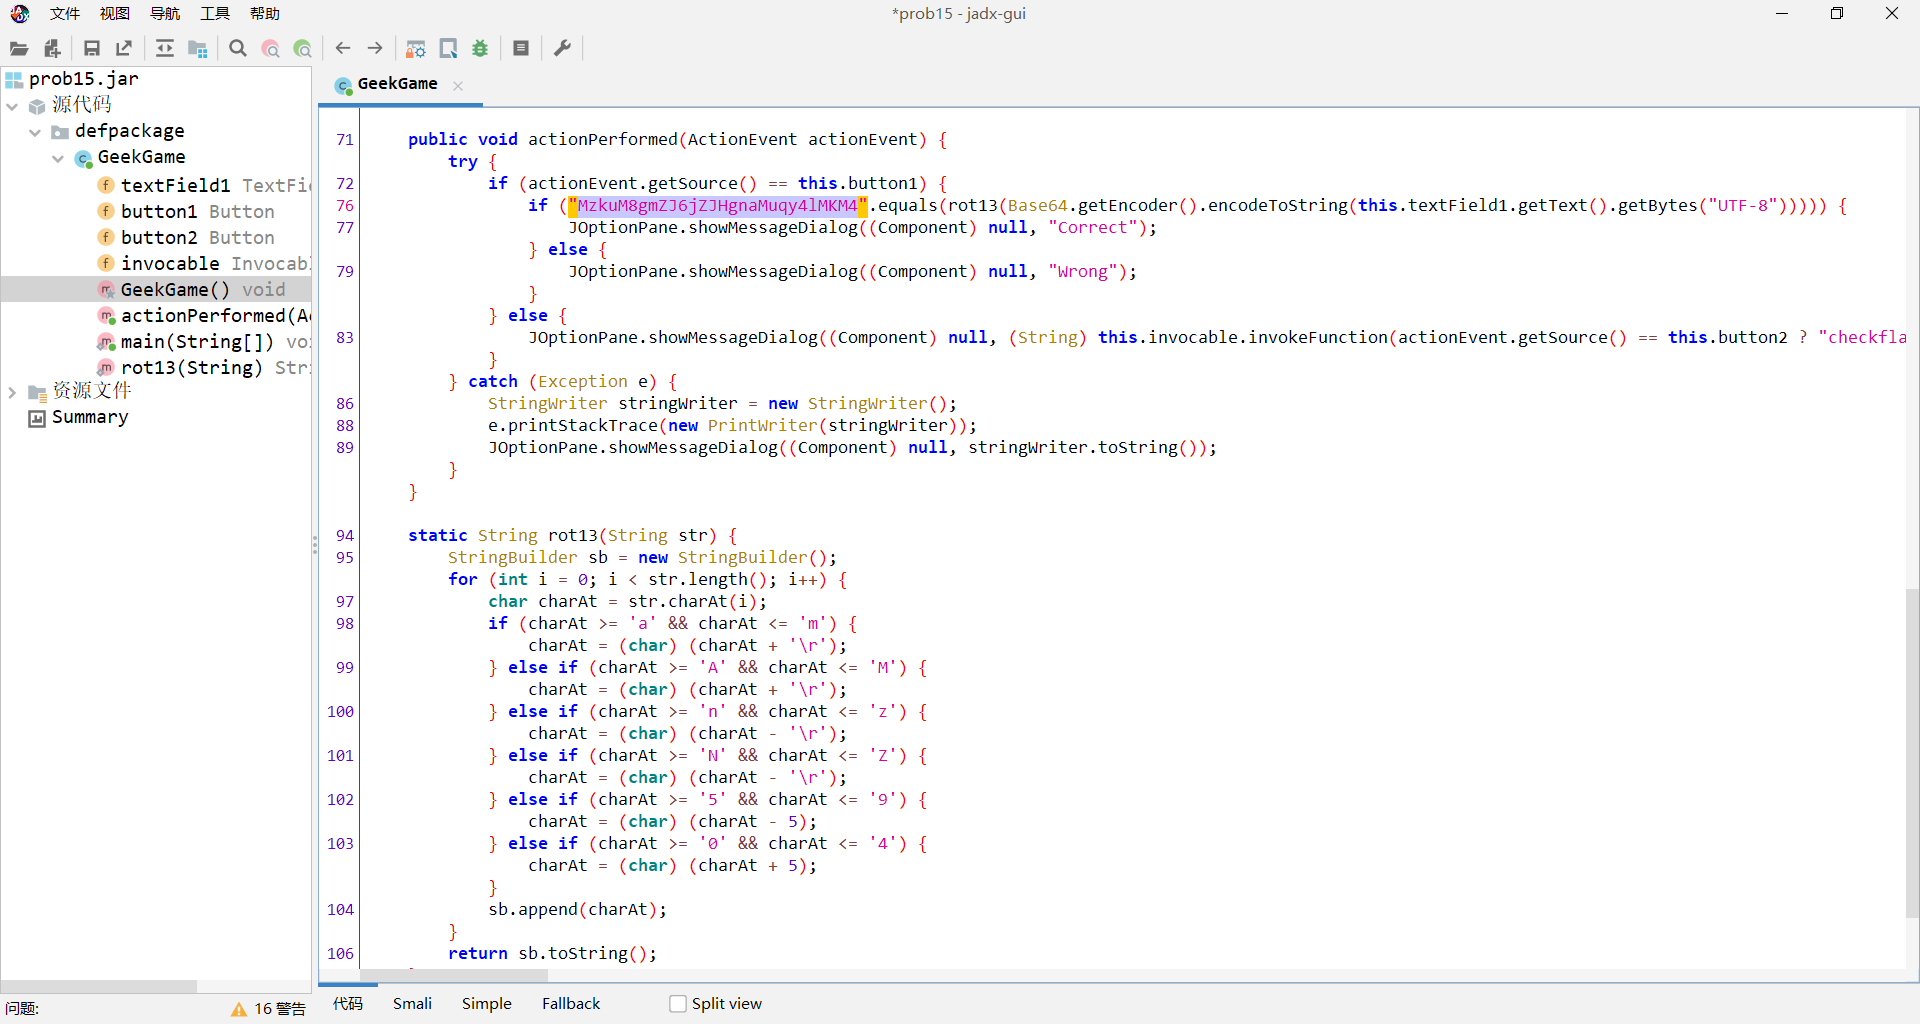 文件 视图 导航 工具 帮助
*prob15 - jadx-gui
prob15.jar
源代码
defpackage
GeekGame
textField1 TextFi
button1 Button
button2 Button
invocable Invocab
GeekGame() void
actionPerformed(A
main(String[]) vo
rot13(String) Str
资源文件
Summary
问题:
16 警告
GeekGame
71 public void actionPerformed(ActionEvent actionEvent) {
try {
72 if (actionEvent.getSource() == this.button1) {
76 if ("MzkuM8gmZJ6jZJHgnaMuqy4lMKM4".equals(rot13(Base64.getEncoder().encodeToString(this.textField1.getText().getBytes("UTF-8"))))) {
77 JOptionPane.showMessageDialog((Component) null, "Correct");
} else {
79 JOptionPane.showMessageDialog((Component) null, "Wrong");
}
} else {
83 JOptionPane.showMessageDialog((Component) null, (String) this.invocable.invokeFunction(actionEvent.getSource() == this.button2 ? "checkfla
}
} catch (Exception e) {
86 StringWriter stringWriter = new StringWriter();
88 e.printStackTrace(new PrintWriter(stringWriter));
89 JOptionPane.showMessageDialog((Component) null, stringWriter.toString());
}
}
94 static String rot13(String str) {
95 StringBuilder sb = new StringBuilder();
for (int i = 0; i < str.length(); i++) {
97 char charAt = str.charAt(i);
98 if (charAt >= 'a' && charAt <= 'm') {
charAt = (char) (charAt + '\r');
99 } else if (charAt >= 'A' && charAt <= 'M') {
charAt = (char) (charAt + '\r');
100 } else if (charAt >= 'n' && charAt <= 'z') {
charAt = (char) (charAt - '\r');
101 } else if (charAt >= 'N' && charAt <= 'Z') {
charAt = (char) (charAt - '\r');
102 } else if (charAt >= '5' && charAt <= '9') {
charAt = (char) (charAt - 5);
103 } else if (charAt >= '0' && charAt <= '4') {
charAt = (char) (charAt + 5);
}
104 sb.append(charAt);
}
106 return sb.toString();
代码 Smali Simple Fallback Split view